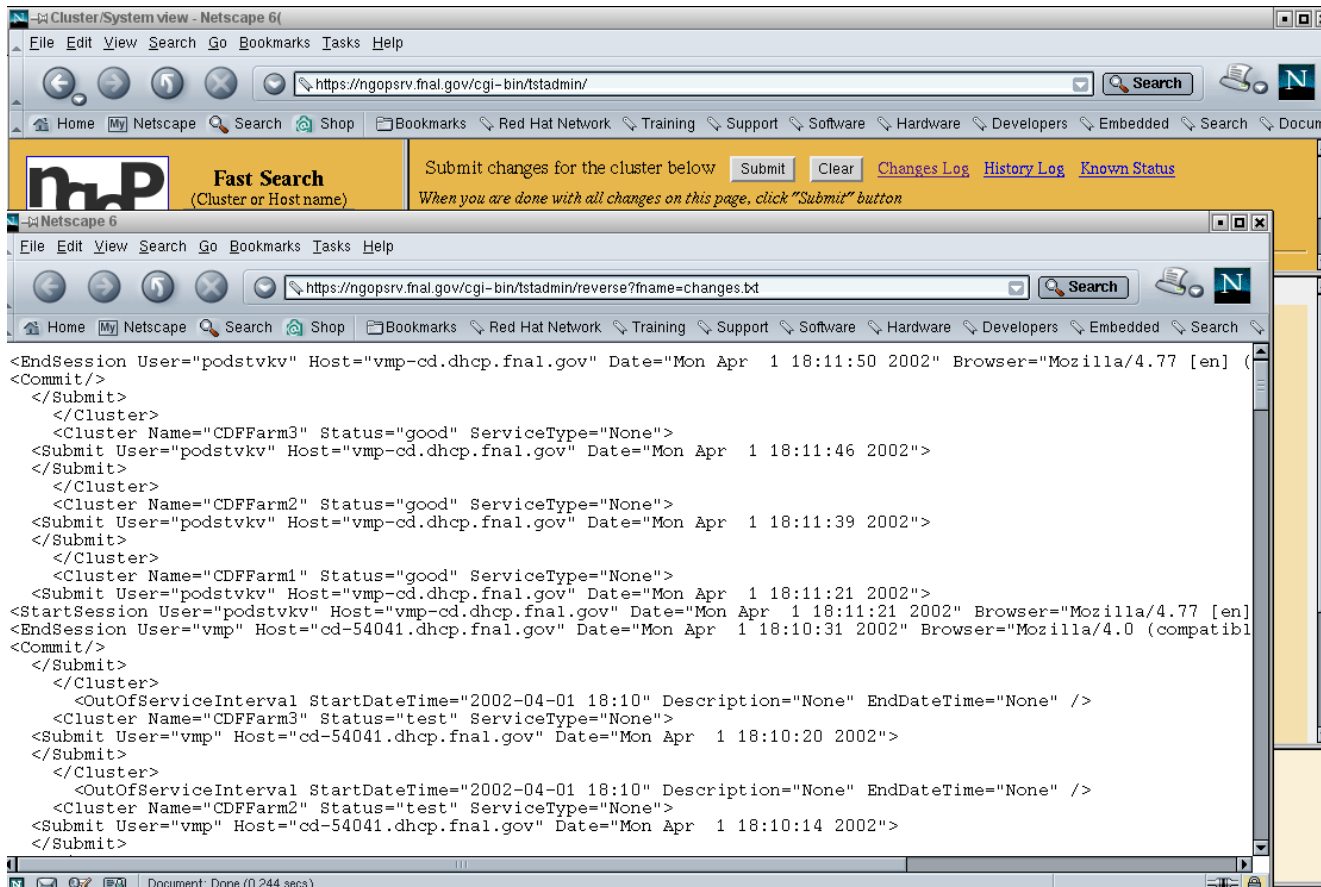 Cluster/System view - Netscape 6(
File Edit View Search Go Bookmarks Tasks Help
https://ngopsrv.fnal.gov/cgi-bin/tstadmin/ Search N
Home My Netscape Search Shop Bookmarks Red Hat Network Training Support Software Hardware Developers Embedded Search Docum
Fast Search
(Cluster or Host name)
Submit changes for the cluster below Submit Clear Changes Log History Log Known Status
When you are done with all changes on this page, click "Submit" button
Netscape 6
File Edit View Search Go Bookmarks Tasks Help
https://ngopsrv.fnal.gov/cgi-bin/tstadmin/reverse?fname=changes.txt Search N
Home My Netscape Search Shop Bookmarks Red Hat Network Training Support Software Hardware Developers Embedded Search
<EndSession User="podstvkv" Host="vmp-cd.dhcp.fnal.gov" Date="Mon Apr  1 18:11:50 2002" Browser="Mozilla/4.77 [en] (
<Commit/>
</Submit>
</Cluster>
<Cluster Name="CDFFarm3" Status="good" ServiceType="None">
<Submit User="podstvkv" Host="vmp-cd.dhcp.fnal.gov" Date="Mon Apr  1 18:11:46 2002">
</Submit>
</Cluster>
<Cluster Name="CDFFarm2" Status="good" ServiceType="None">
<Submit User="podstvkv" Host="vmp-cd.dhcp.fnal.gov" Date="Mon Apr  1 18:11:39 2002">
</Submit>
</Cluster>
<Cluster Name="CDFFarm1" Status="good" ServiceType="None">
<Submit User="podstvkv" Host="vmp-cd.dhcp.fnal.gov" Date="Mon Apr  1 18:11:21 2002">
<StartSession User="podstvkv" Host="vmp-cd.dhcp.fnal.gov" Date="Mon Apr  1 18:11:21 2002" Browser="Mozilla/4.77 [en]
<EndSession User="vmp" Host="cd-54041.dhcp.fnal.gov" Date="Mon Apr  1 18:10:31 2002" Browser="Mozilla/4.0 (compatibl
<Commit/>
</Submit>
</Cluster>
<OutOfServiceInterval StartDateTime="2002-04-01 18:10" Description="None" EndDateTime="None" />
<Cluster Name="CDFFarm3" Status="test" ServiceType="None">
<Submit User="vmp" Host="cd-54041.dhcp.fnal.gov" Date="Mon Apr  1 18:10:20 2002">
</Submit>
</Cluster>
<OutOfServiceInterval StartDateTime="2002-04-01 18:10" Description="None" EndDateTime="None" />
<Cluster Name="CDFFarm2" Status="test" ServiceType="None">
<Submit User="vmp" Host="cd-54041.dhcp.fnal.gov" Date="Mon Apr  1 18:10:14 2002">
</Submit>
Document: Done (0.244 secs)